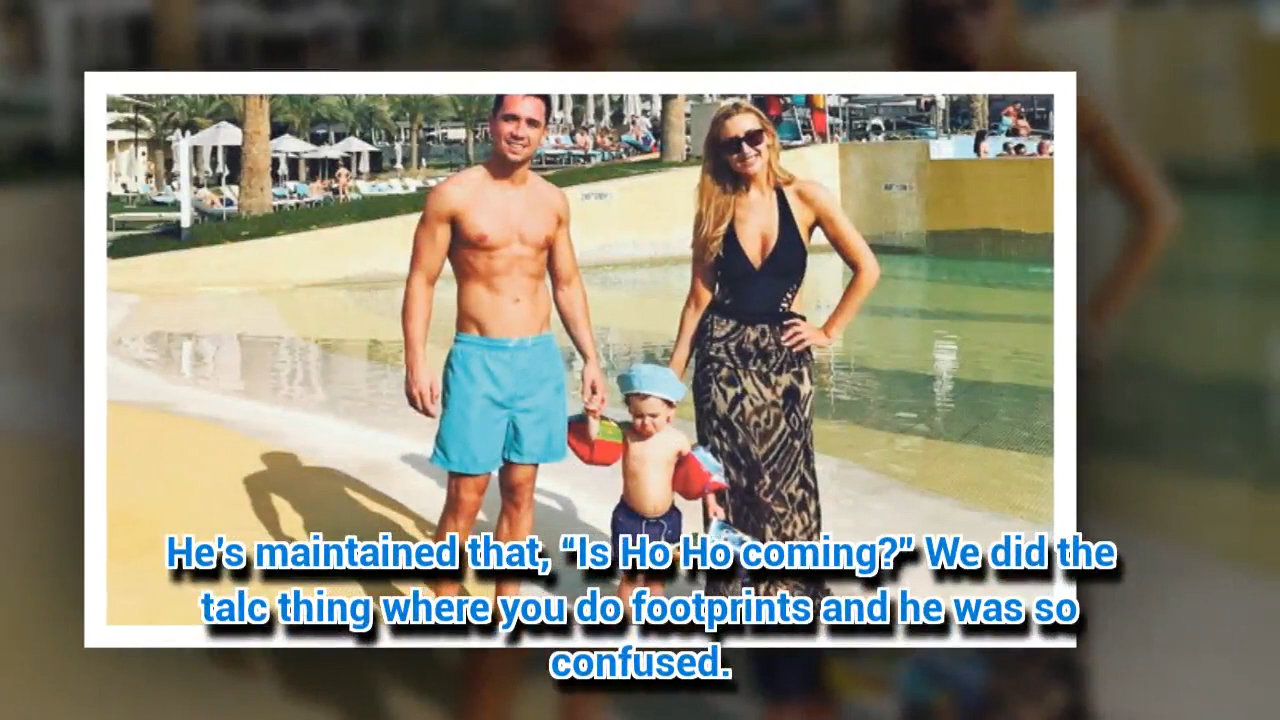 He's maintained that, “Is Ho Ho coming?” We did the
talc thing where you do footprints and he was so
confused.